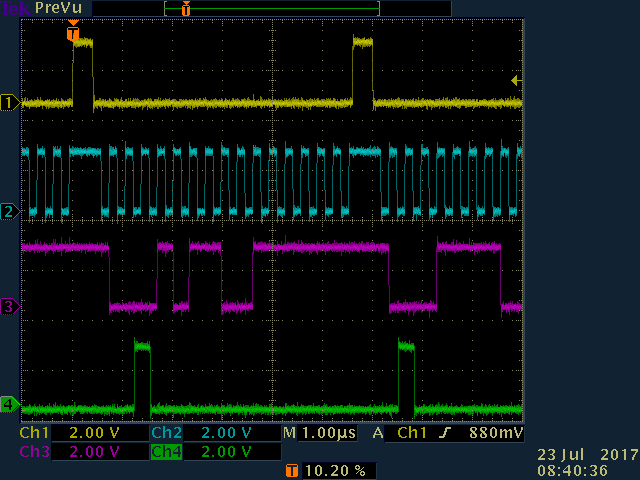 Tek PreVu
T
T
1
2
3
4
Ch1 2.00 V Ch2 2.00 V M 1.00µs A Ch1 880mV
Ch3 2.00 V Ch4 2.00 V
T 10.20 %
23 Jul 2017
08:40:36